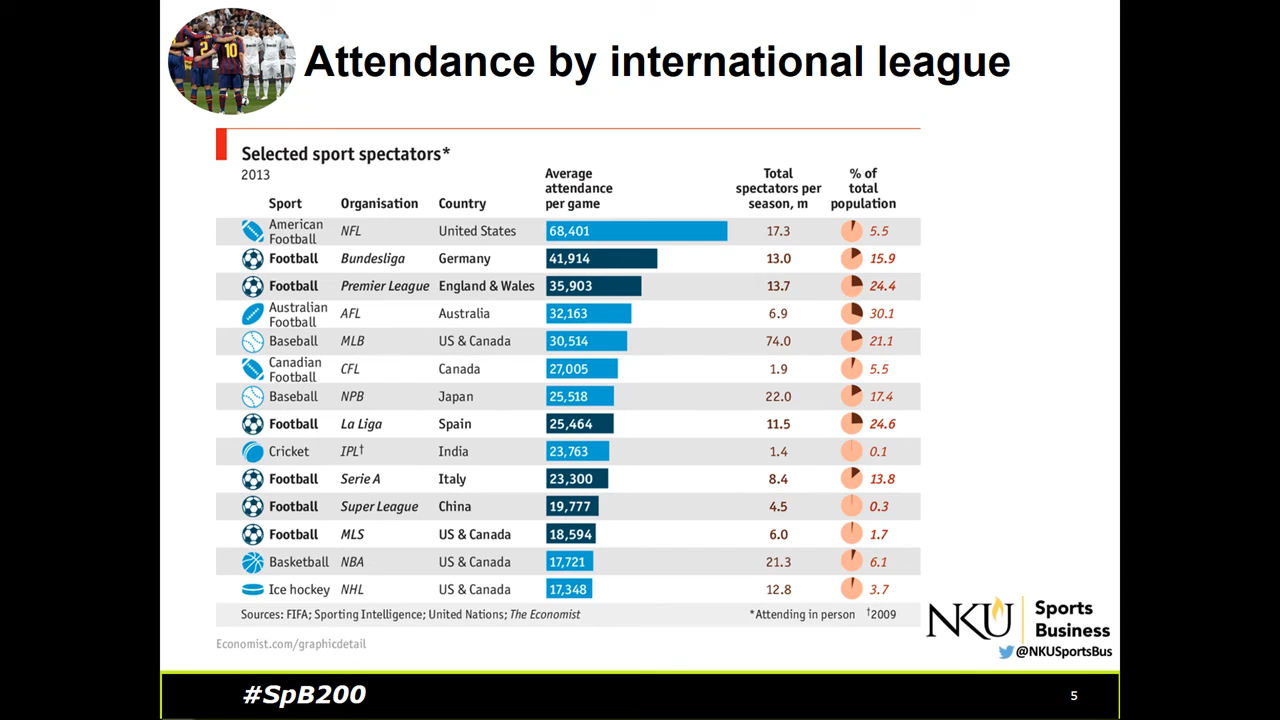 Attendance by international league
Selected sport spectators*
2013
Sport Organisation Country Average attendance per game Total spectators per season, m % of total population
American Football NFL United States 68,401 17.3 5.5
Football Bundesliga Germany 41,914 13.0 15.9
Football Premier League England & Wales 35,903 13.7 24.4
Australian Football AFL Australia 32,163 6.9 30.1
Baseball MLB US & Canada 30,514 74.0 21.1
Canadian Football CFL Canada 27,005 1.9 5.5
Baseball NPB Japan 25,518 22.0 17.4
Football La Liga Spain 25,464 11.5 24.6
Cricket IPL† India 23,763 1.4 0.1
Football Serie A Italy 23,300 8.4 13.8
Football Super League China 19,777 4.5 0.3
Football MLS US & Canada 18,594 6.0 1.7
Basketball NBA US & Canada 17,721 21.3 6.1
Ice hockey NHL US & Canada 17,348 12.8 3.7
Sources: FIFA; Sporting Intelligence; United Nations; The Economist *Attending in person †2009
Economist.com/graphicdetail
NKU Sports Business
@NKUSportsBus
#SpB200
5
2
10